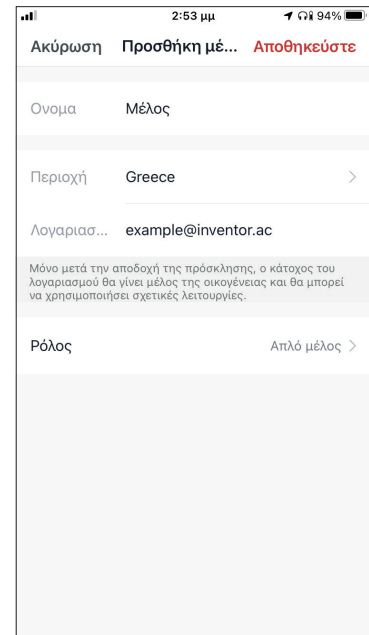 2:53 μμ 94%
Ακύρωση Προσθήκη μέ... Αποθηκεύστε
Ονομα Μέλος
Περιοχή Greece
Λογαριασ... example@inventor.ac
Μόνο μετά την αποδοχή της πρόσκλησης, ο κάτοχος του
λογαριασμού θα γίνει μέλος της οικογένειας και θα μπορεί
να χρησιμοποιήσει σχετικές λειτουργίες.
Ρόλος Απλό μέλος